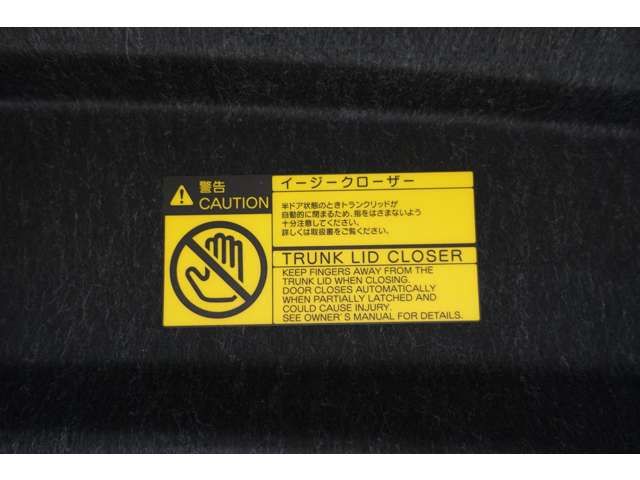 警告
CAUTION
イージークローザー
半ドア状態のときトランクリッドが
自動的に閉まるため、指をはさまないよう
十分注意してください。
詳しくは取扱書をご覧ください。
TRUNK LID CLOSER
KEEP FINGERS AWAY FROM THE
TRUNK LID WHEN CLOSING.
DOOR CLOSES AUTOMATICALLY
WHEN PARTIALLY LATCHED AND
COULD CAUSE INJURY.
SEE OWNER'S MANUAL FOR DETAILS.